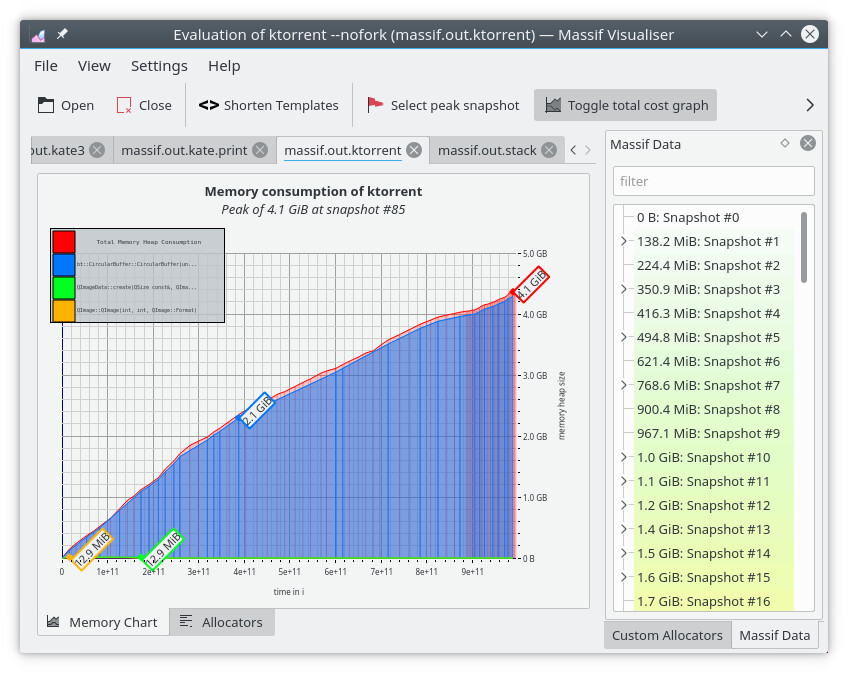 Evaluation of ktorrent --nofork (massif.out.ktorrent) — Massif Visualiser
File View Settings Help
Open Close <> Shorten Templates Select peak snapshot Toggle total cost graph
out.kate3 massif.out.kate.print massif.out.ktorrent massif.out.stack
Memory consumption of ktorrent
Peak of 4.1 GiB at snapshot #85
Total Memory Heap Consumption
bt::CircularBuffer::CircularBuffer(un...
QImageData::create(QSize const&, QIma...
QImage::QImage(int, int, QImage::Format)
5.0 GB
4.0 GB
3.0 GB
2.0 GB
1.0 GB
0 B
memory heap size
4.1 GiB
2.1 GiB
12.9 MiB
12.9 MiB
0 1e+11 2e+11 3e+11 4e+11 5e+11 6e+11 7e+11 8e+11 9e+11
time in i
Memory Chart Allocators
Massif Data
filter
0 B: Snapshot #0
138.2 MiB: Snapshot #1
224.4 MiB: Snapshot #2
350.9 MiB: Snapshot #3
416.3 MiB: Snapshot #4
494.8 MiB: Snapshot #5
621.4 MiB: Snapshot #6
768.6 MiB: Snapshot #7
900.4 MiB: Snapshot #8
967.1 MiB: Snapshot #9
1.0 GiB: Snapshot #10
1.1 GiB: Snapshot #11
1.2 GiB: Snapshot #12
1.4 GiB: Snapshot #13
1.5 GiB: Snapshot #14
1.6 GiB: Snapshot #15
1.7 GiB: Snapshot #16
Custom Allocators Massif Data